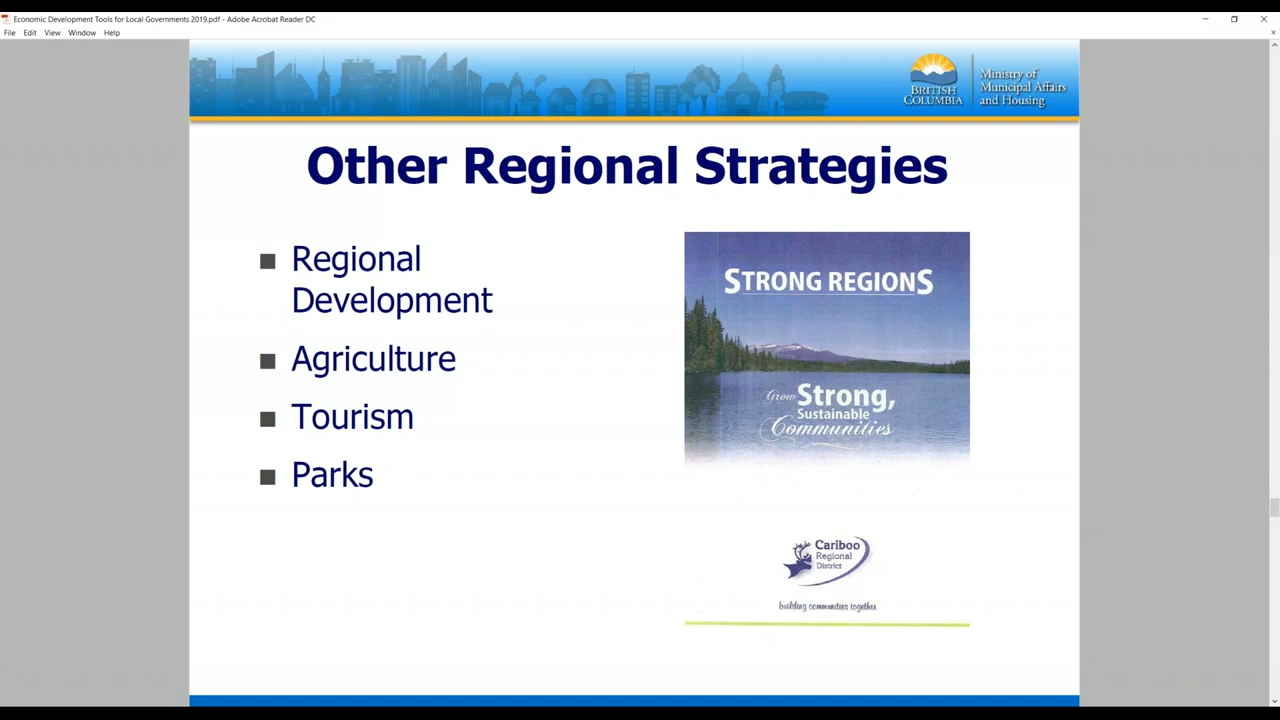 Economic Development Tools for Local Governments 2019.pdf - Adobe Acrobat Reader DC
File Edit View Window Help
BRITISH
COLUMBIA
Ministry of
Municipal Affairs
and Housing
Other Regional Strategies
Regional
Development
Agriculture
Tourism
Parks
STRONG REGIONS
Grow Strong,
Sustainable
Communities
Cariboo
Regional
District
building communities together